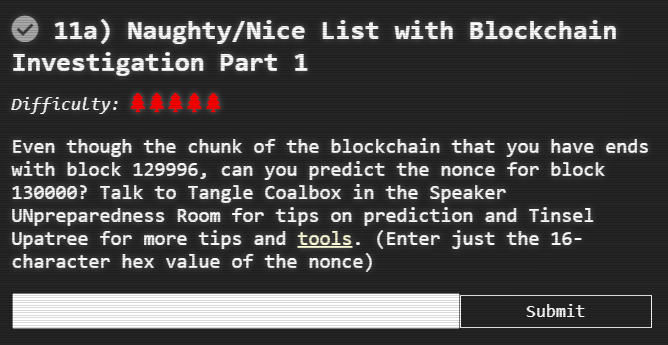 11a) Naughty/Nice List with Blockchain
Investigation Part 1
Difficulty:
Even though the chunk of the blockchain that you have ends
with block 129996, can you predict the nonce for block
130000? Talk to Tangle Coalbox in the Speaker
UNpreparedness Room for tips on prediction and Tinsel
Upatree for more tips and tools. (Enter just the 16-
character hex value of the nonce)
Submit